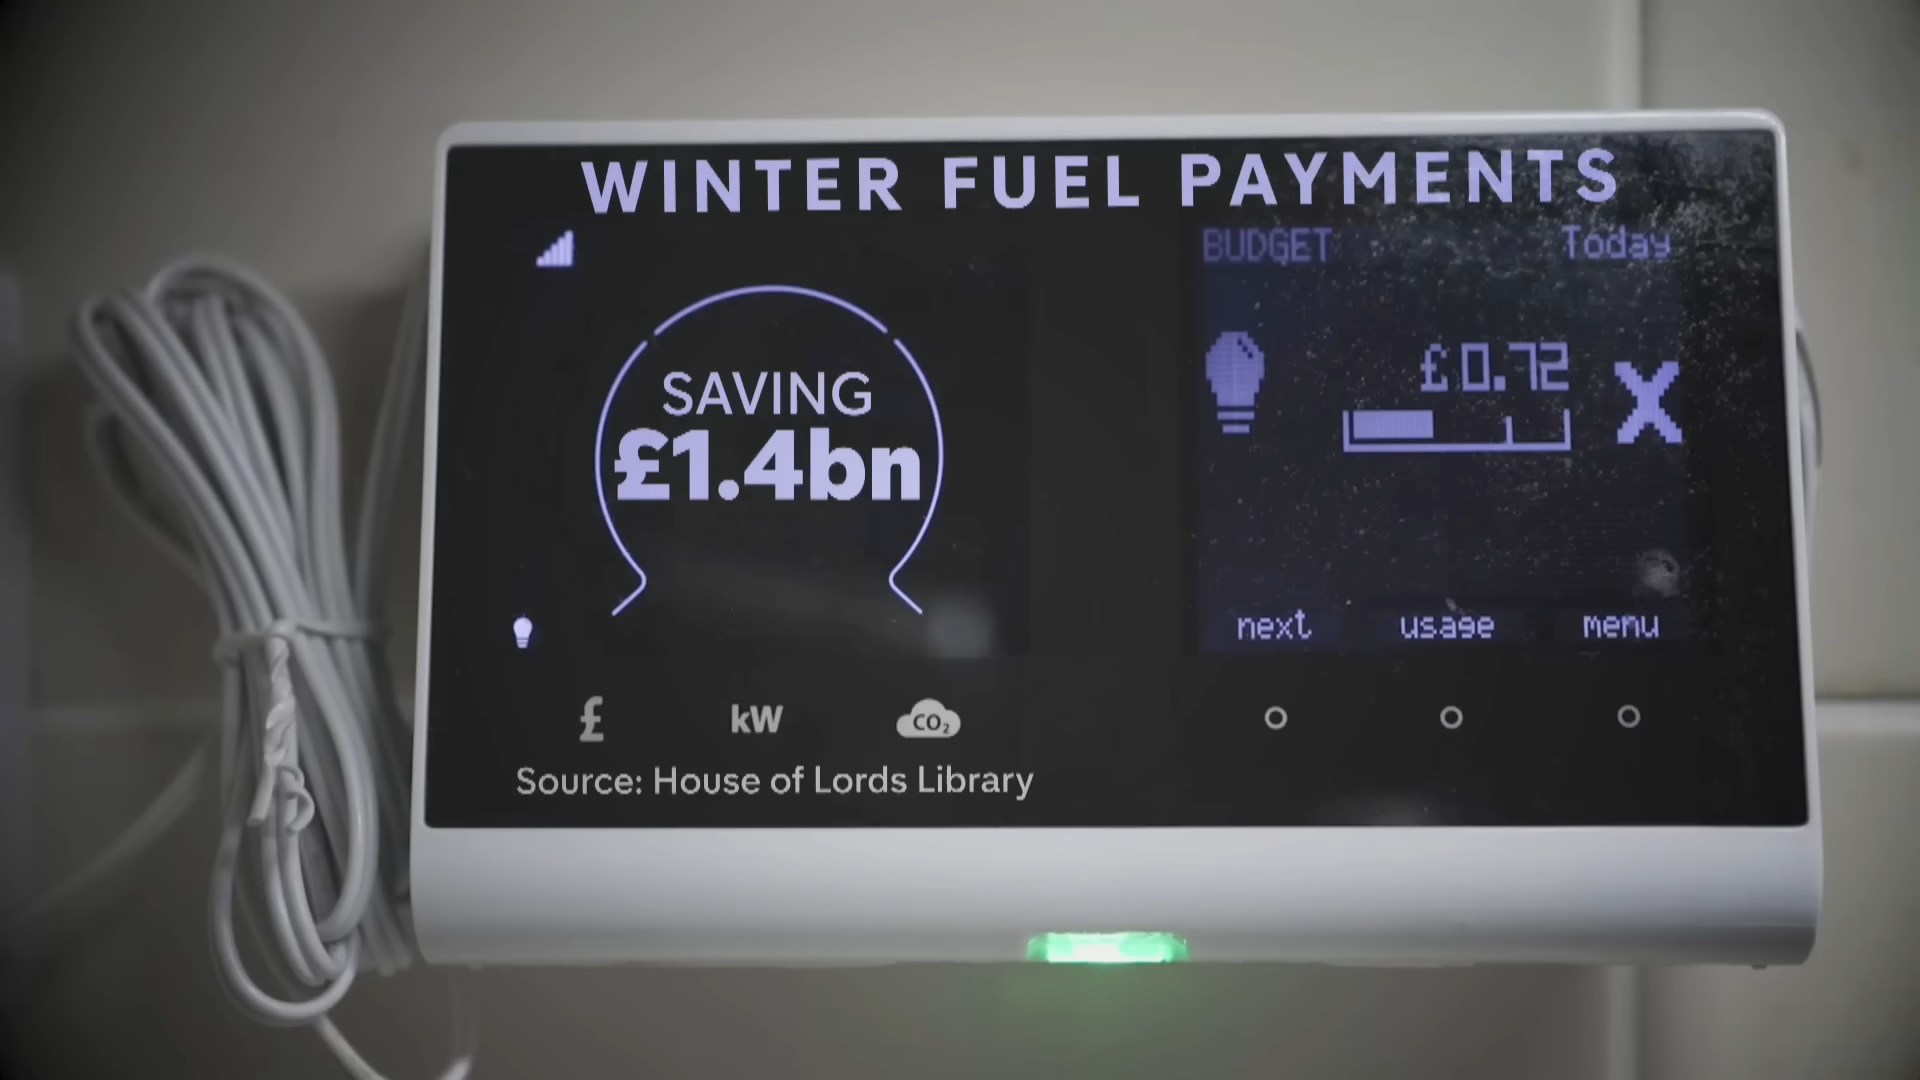 WINTER FUEL PAYMENTS
BUDGET Today
SAVING
£1.4bn
£0.72
next usage menu
£ kW CO₂
Source: House of Lords Library